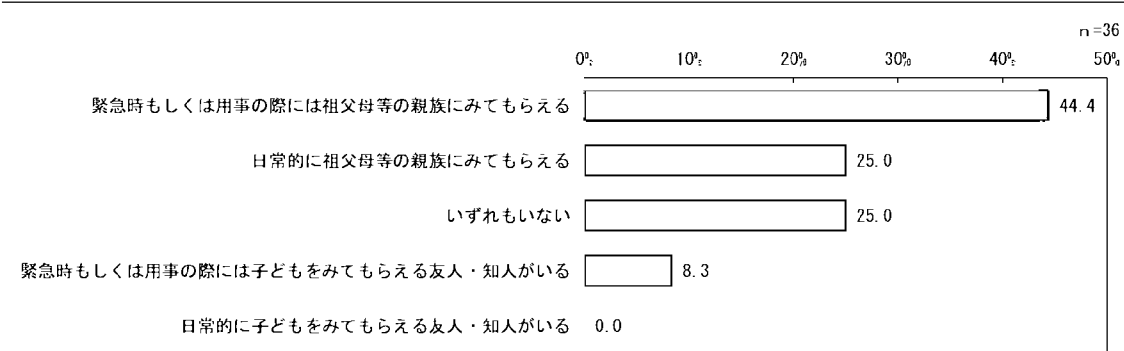 n=36
0% 10% 20% 30% 40% 50%
緊急時もしくは用事の際には祖父母等の親族にみてもらえる 44.4
日常的に祖父母等の親族にみてもらえる 25.0
いずれもいない 25.0
緊急時もしくは用事の際には子どもをみてもらえる友人・知人がいる 8.3
日常的に子どもをみてもらえる友人・知人がいる 0.0